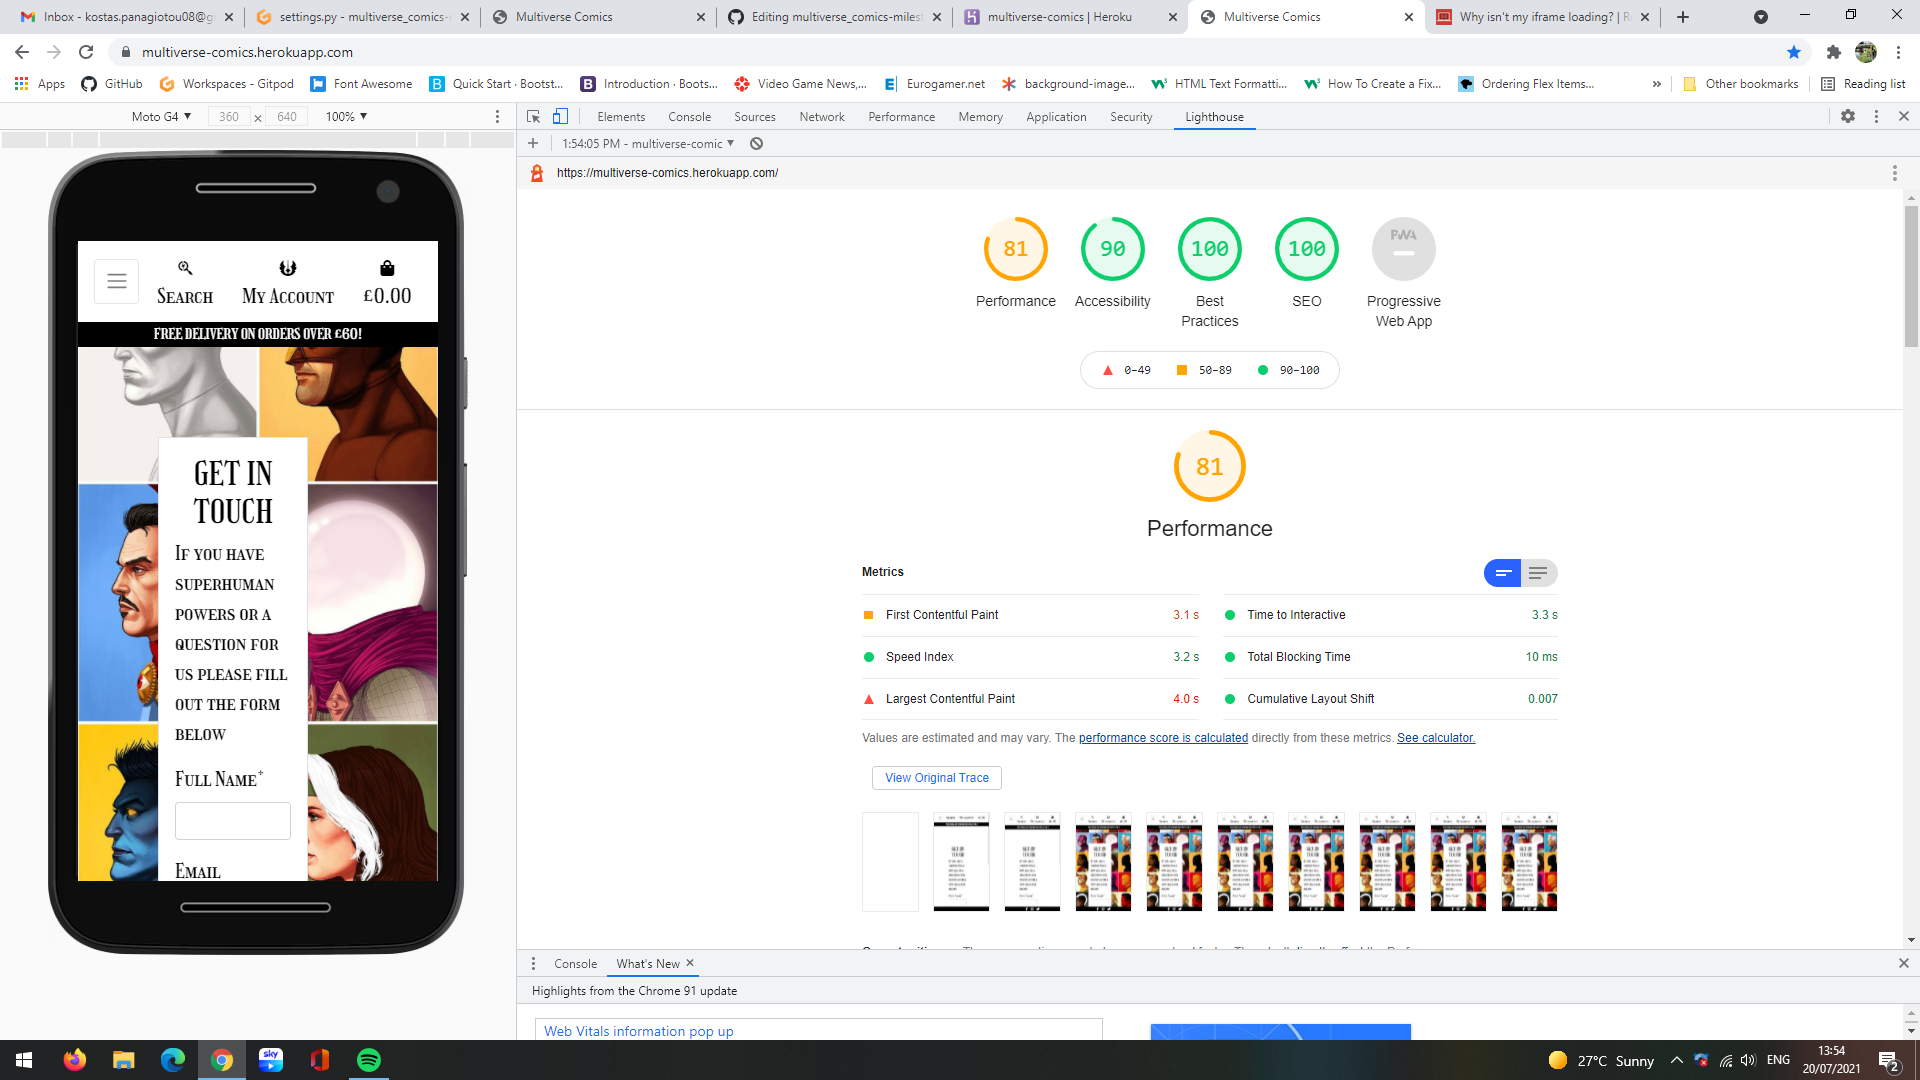 Inbox - kostas.panagiotou08@g
settings.py - multiverse_comics-
Multiverse Comics
Editing multiverse_comics-miles
multiverse-comics | Heroku
Multiverse Comics
Why isn't my iframe loading? | R
multiverse-comics.herokuapp.com
Apps
GitHub
Workspaces - Gitpod
Font Awesome
Quick Start · Bootst...
Introduction · Boots...
Video Game News,...
Eurogamer.net
background-image...
HTML Text Formatti...
How To Create a Fix...
Ordering Flex Items...
»
Other bookmarks
Reading list
Moto G4 ▼ 360 x 640 100% ▼
Elements Console Sources Network Performance Memory Application Security Lighthouse
1:54:05 PM - multiverse-comic ▼
https://multiverse-comics.herokuapp.com/
Search
My Account
£0.00
FREE DELIVERY ON ORDERS OVER £60!
GET IN
TOUCH
If you have
superhuman
powers or a
question for
us please fill
out the form
below
Full Name*
Email
81
Performance
90
Accessibility
100
Best
Practices
100
SEO
PWA
Progressive
Web App
0–49 50–89 90–100
81
Performance
Metrics
First Contentful Paint 3.1 s
Time to Interactive 3.3 s
Speed Index 3.2 s
Total Blocking Time 10 ms
Largest Contentful Paint 4.0 s
Cumulative Layout Shift 0.007
Values are estimated and may vary. The performance score is calculated directly from these metrics. See calculator.
View Original Trace
Console What's New
Highlights from the Chrome 91 update
Web Vitals information pop up
sky
27°C Sunny
ENG
13:54
20/07/2021
2